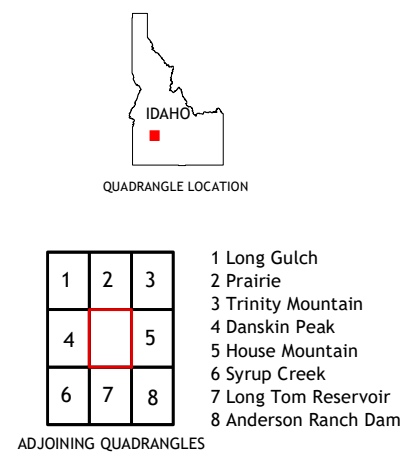 IDAHO
QUADRANGLE LOCATION
1 2 3
4 5
6 7 8
ADJOINING QUADRANGLES
1 Long Gulch
2 Prairie
3 Trinity Mountain
4 Danskin Peak
5 House Mountain
6 Syrup Creek
7 Long Tom Reservoir
8 Anderson Ranch Dam